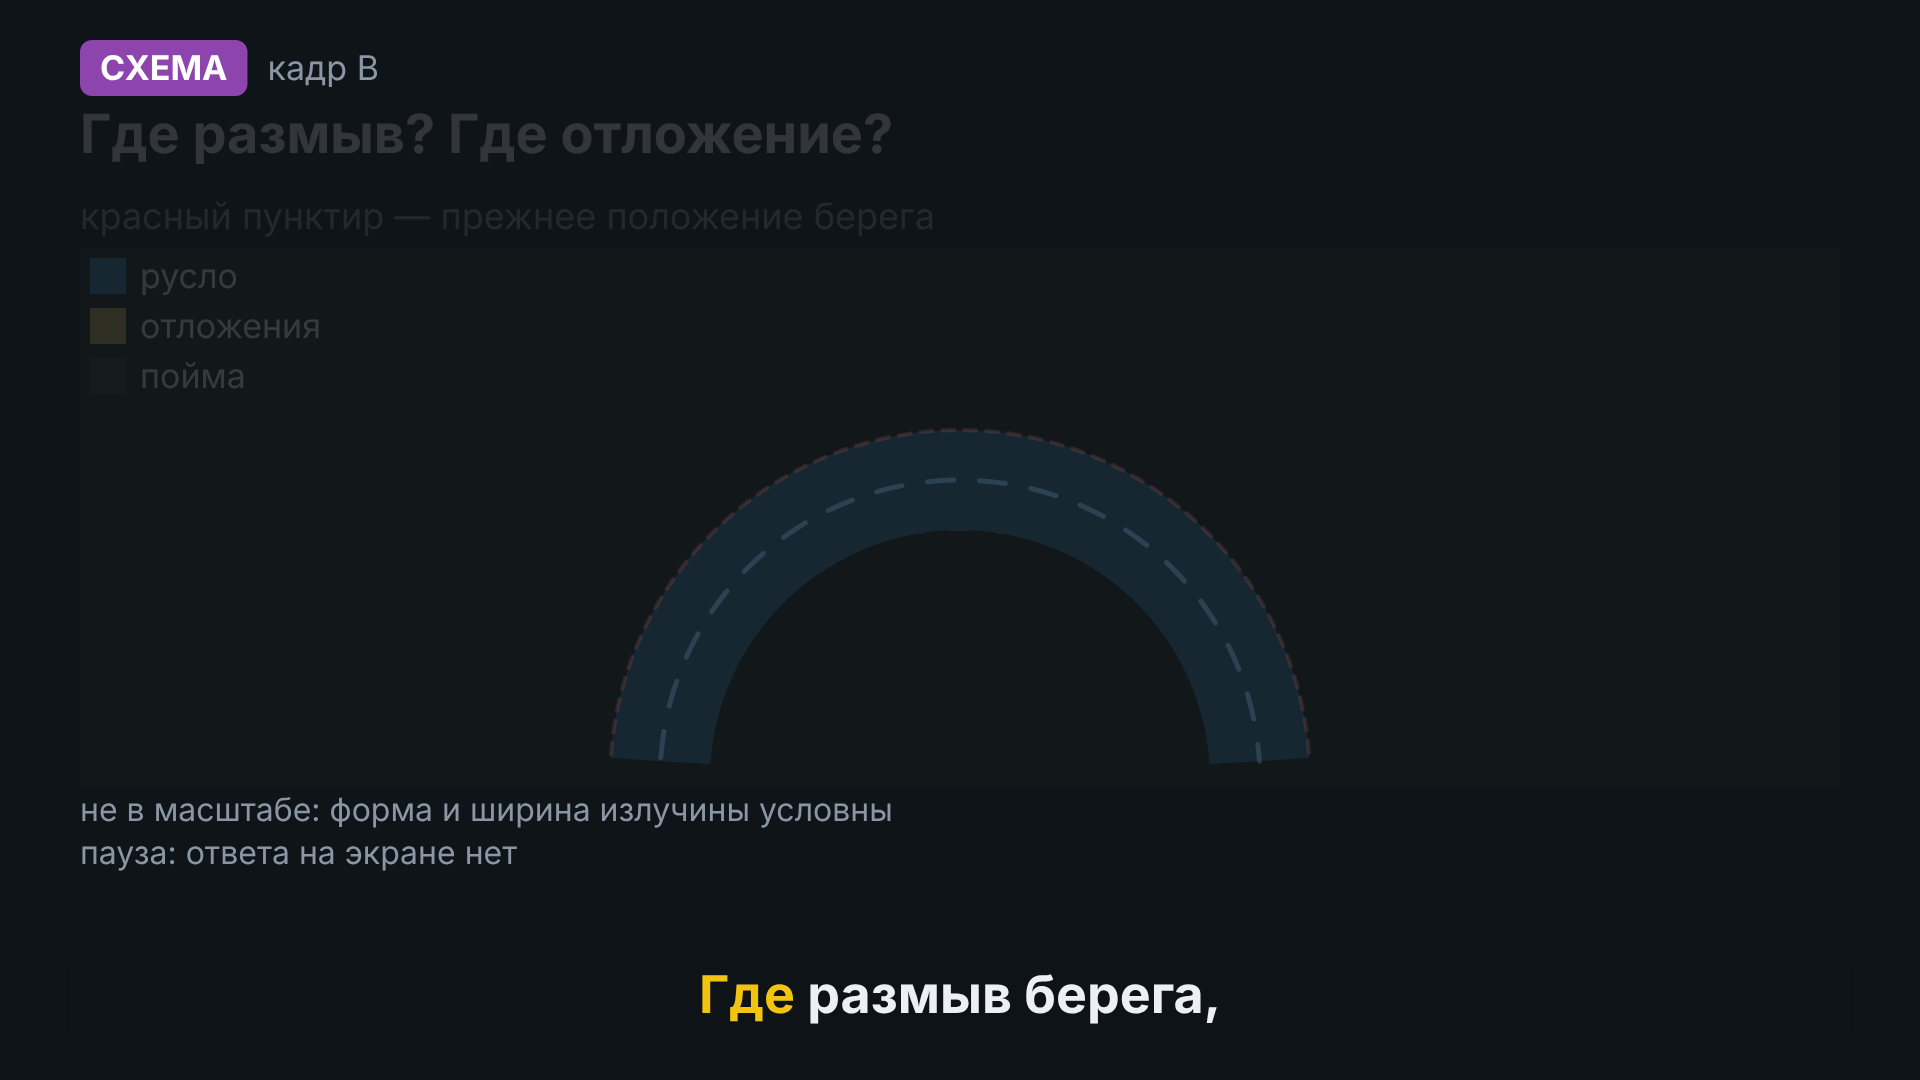 СХЕМА кадр В
Где размыв? Где отложение?
красный пунктир — прежнее положение берега
русло
отложения
пойма
не в масштабе: форма и ширина излучины условны
пауза: ответа на экране нет
Где размыв берега,